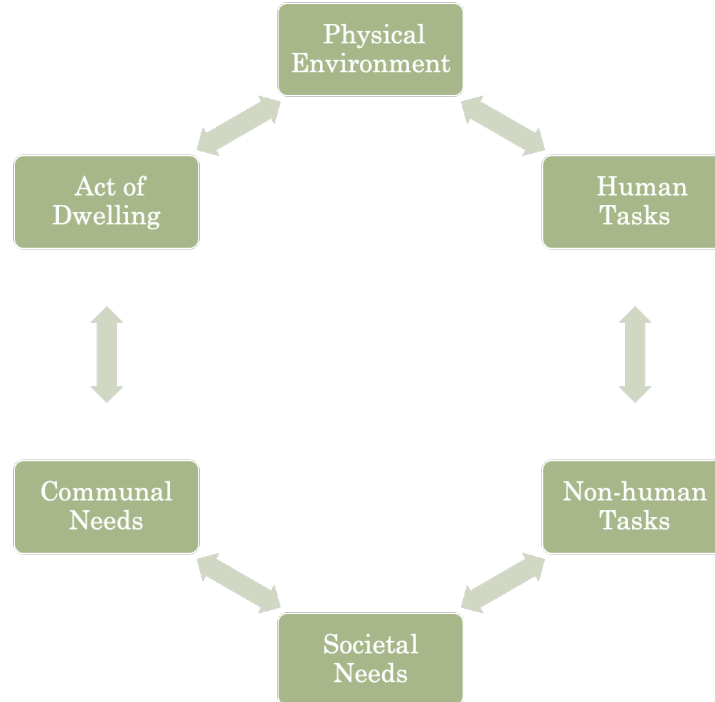 Physical
Environment
Human
Tasks
Non-human
Tasks
Societal
Needs
Communal
Needs
Act of
Dwelling